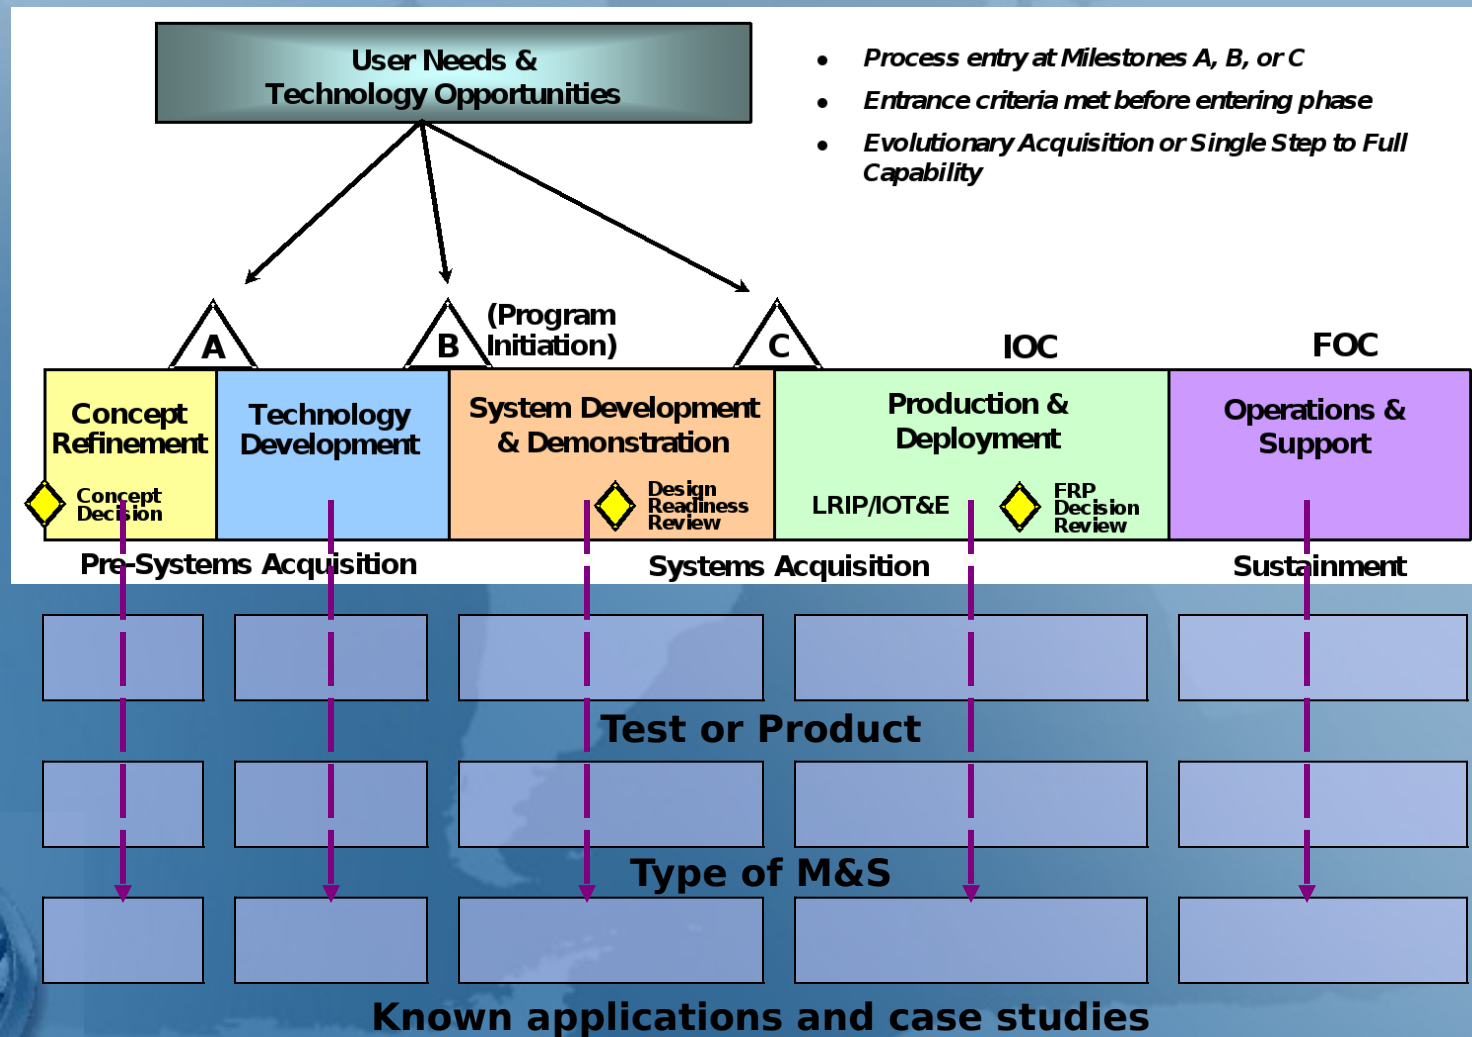 User Needs &
Technology Opportunities
● Process entry at Milestones A, B, or C
● Entrance criteria met before entering phase
● Evolutionary Acquisition or Single Step to Full
Capability
A
B
(Program
Initiation)
C
IOC
FOC
Concept
Refinement
Technology
Development
System Development
& Demonstration
Production &
Deployment
Operations &
Support
Concept
Decision
Design
Readiness
Review
LRIP/IOT&E
FRP
Decision
Review
Pre-Systems Acquisition
Systems Acquisition
Sustainment
Test or Product
Type of M&S
Known applications and case studies